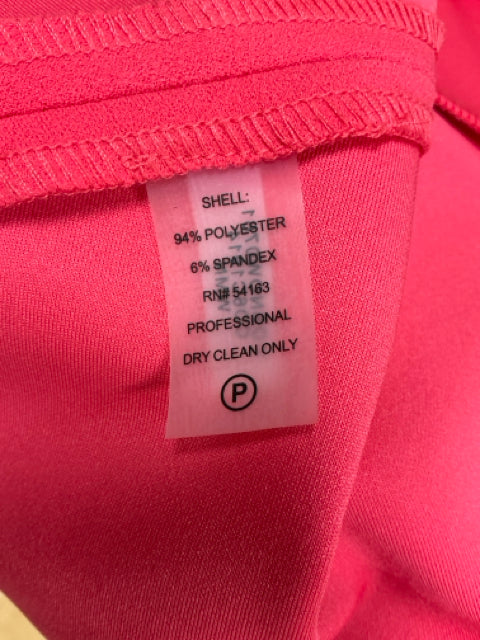 SHELL:
94% POLYESTER
6% SPANDEX
RN# 54163
PROFESSIONAL
DRY CLEAN ONLY
P